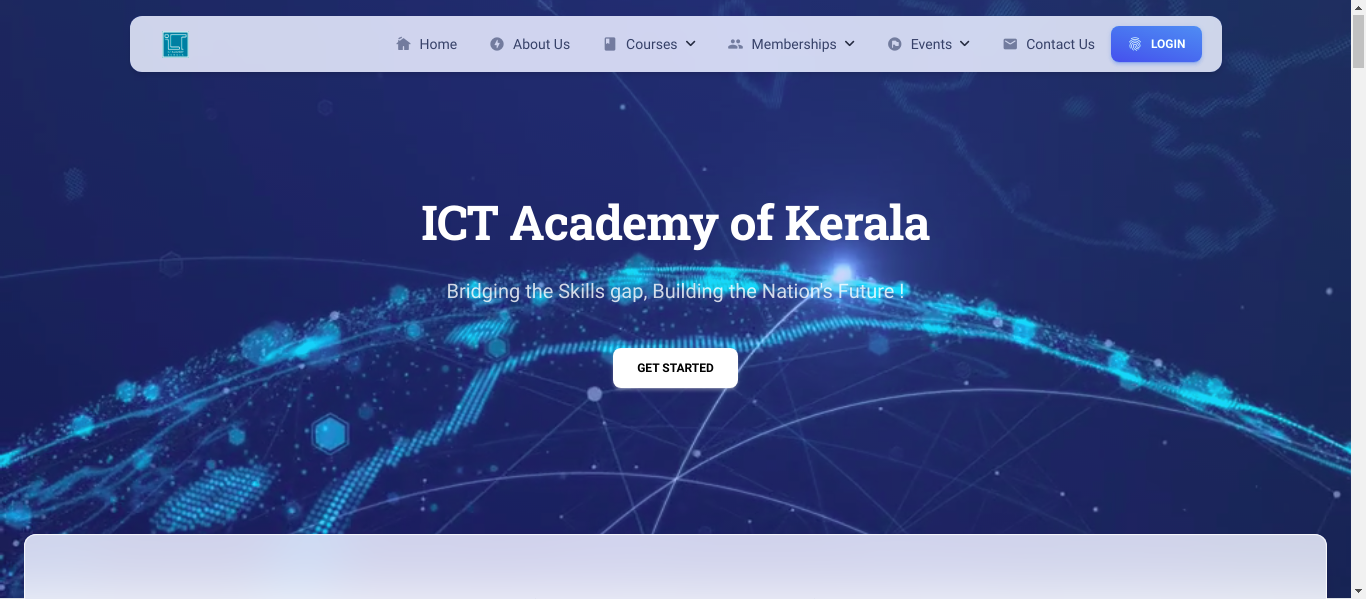 Home About Us Courses Memberships Events Contact Us LOGIN
ICT Academy of Kerala
Bridging the Skills gap, Building the Nation's Future !
GET STARTED